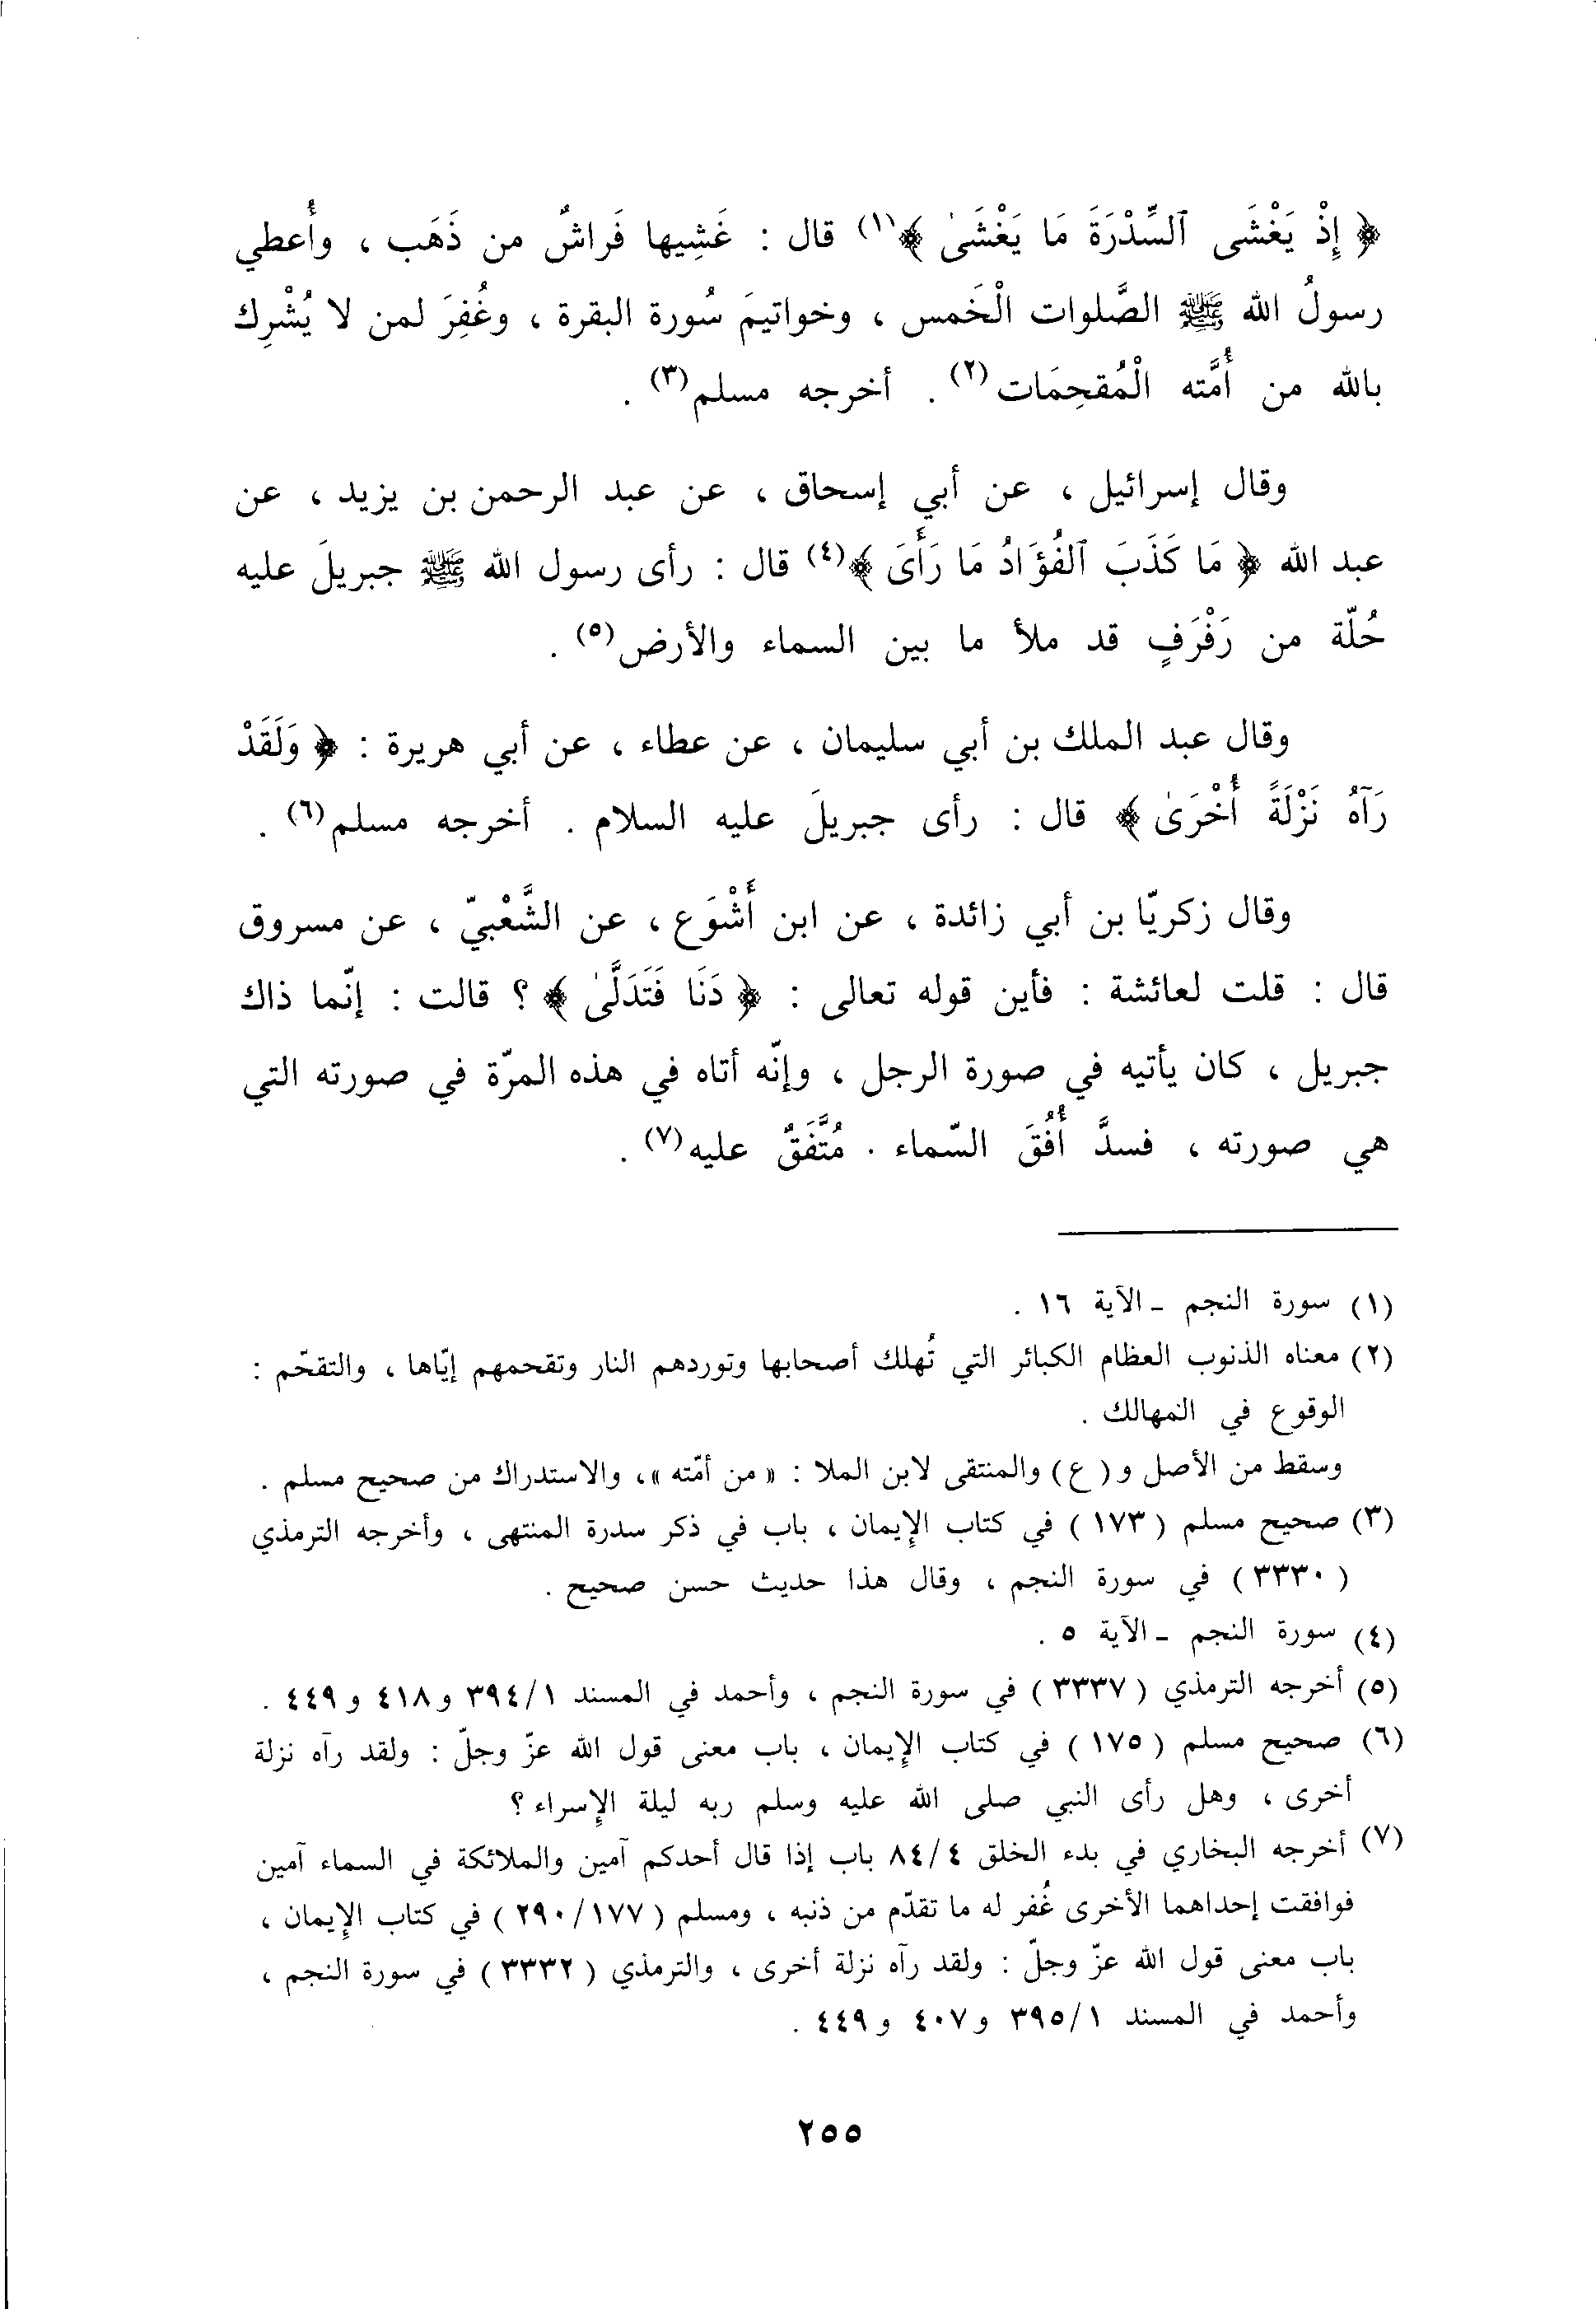 ﴿ إِذْ يَغْشَى ٱلسِّدْرَةَ مَا يَغْشَىٰ ﴾(١) قال : غَشِيها فَراشٌ من ذَهَب ، وأُعطي
رسولُ الله ﷺ الصَّلوات الْخَمس ، وخواتيمَ سُورة البقرة ، وغُفِرَ لمن لا يُشْرِك
بالله من أُمَّته الْمُقحِمَات(٢) . أخرجه مسلم(٣) .
وقال إسرائيل ، عن أبي إسحاق ، عن عبد الرحمن بن يزيد ، عن
عبد الله ﴿ مَا كَذَبَ ٱلفُؤَادُ مَا رَأَىَ ﴾(٤) قال : رأى رسول الله ﷺ جبريلَ عليه
حُلّة من رَفْرَفٍ قد ملأ ما بين السماء والأرض(٥) .
وقال عبد الملك بن أبي سليمان ، عن عطاء ، عن أبي هريرة : ﴿ وَلَقَدْ
رَآهُ نَزْلَةً أُخْرَىٰ ﴾ قال : رأى جبريلَ عليه السلام . أخرجه مسلم(٦) .
وقال زكريّا بن أبي زائدة ، عن ابن أَشْوَع ، عن الشَّعْبيّ ، عن مسروق
قال : قلت لعائشة : فأين قوله تعالى : ﴿ دَنَا فَتَدَلَّىٰ ﴾ ؟ قالت : إنّما ذاك
جبريل ، كان يأتيه في صورة الرجل ، وإنّه أتاه في هذه المرّة في صورته التي
هي صورته ، فسدَّ أُفُقَ السّماء . مُتَّفَقٌ عليه(٧) .
(١) سورة النجم - الآية ١٦ .
(٢) معناه الذنوب العظام الكبائر التي تُهلك أصحابها وتوردهم النار وتقحمهم إيّاها ، والتقحّم :
الوقوع في المهالك .
وسقط من الأصل و ( ع ) والمنتقى لابن الملا : « من أمّته » ، والاستدراك من صحيح مسلم .
(٣) صحيح مسلم ( ١٧٣ ) في كتاب الإيمان ، باب في ذكر سدرة المنتهى ، وأخرجه الترمذي
( ٣٣٣٠ ) في سورة النجم ، وقال هذا حديث حسن صحيح .
(٤) سورة النجم - الآية ٥ .
(٥) أخرجه الترمذي ( ٣٣٣٧ ) في سورة النجم ، وأحمد في المسند ٣٩٤/١ و ٤١٨ و ٤٤٩ .
(٦) صحيح مسلم ( ١٧٥ ) في كتاب الإيمان ، باب معنى قول الله عزّ وجلّ : ولقد رآه نزلة
أخرى ، وهل رأى النبي صلى الله عليه وسلم ربه ليلة الإسراء ؟
(٧) أخرجه البخاري في بدء الخلق ٨٤/٤ باب إذا قال أحدكم آمين والملائكة في السماء آمين
فوافقت إحداهما الأخرى غُفر له ما تقدّم من ذنبه ، ومسلم ( ٢٩٠/١٧٧ ) في كتاب الإيمان ،
باب معنى قول الله عزّ وجلّ : ولقد رآه نزلة أخرى ، والترمذي ( ٣٣٣٢ ) في سورة النجم ،
وأحمد في المسند ٣٩٥/١ و ٤٠٧ و ٤٤٩ .
٢٥٥